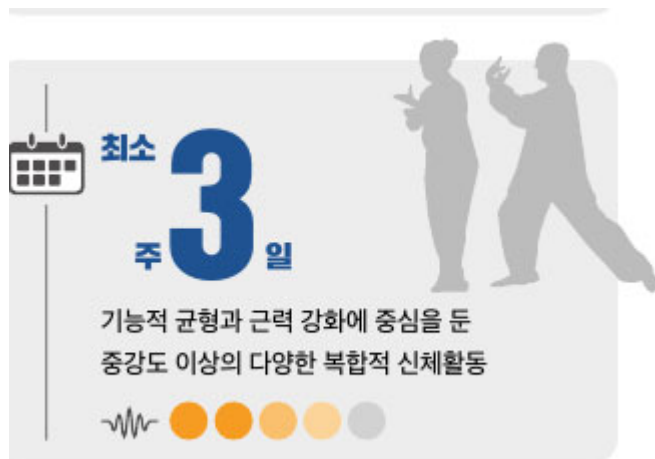 최소
주 3 일
기능적 균형과 근력 강화에 중심을 둔
중강도 이상의 다양한 복합적 신체활동